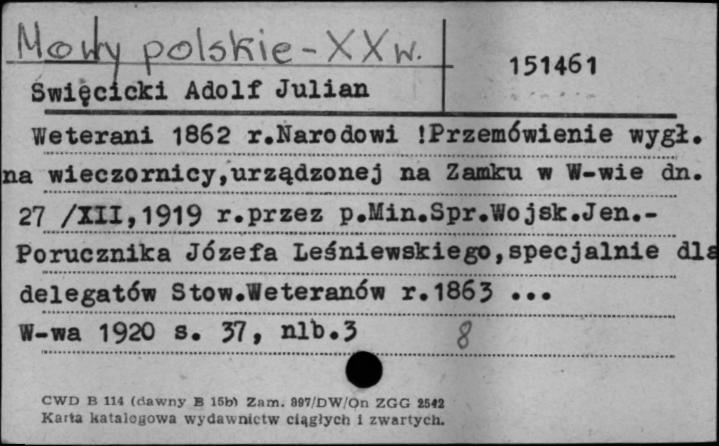 Mowy polskie - XX w.
151461
Swięcicki Adolf Julian
Weterani 1862 r.Narodowi !Przemówienie wygł.
na wieczornicy,urządzonej na Zamku w W-wie dn.
27 /XII,1919 r.przez p.Min.Spr.Wojsk.Jen.-
Porucznika Józefa Leśniewskiego,specjalnie dla
delegatów Stow.Weteranów r.1863 ...
W-wa 1920 s. 37, nlb.3 8
CWD B 114 (dawny B 15b) Zam. 897/DW/On ZGG 2542
Karta katalogowa wydawnictw ciągłych i zwartych.